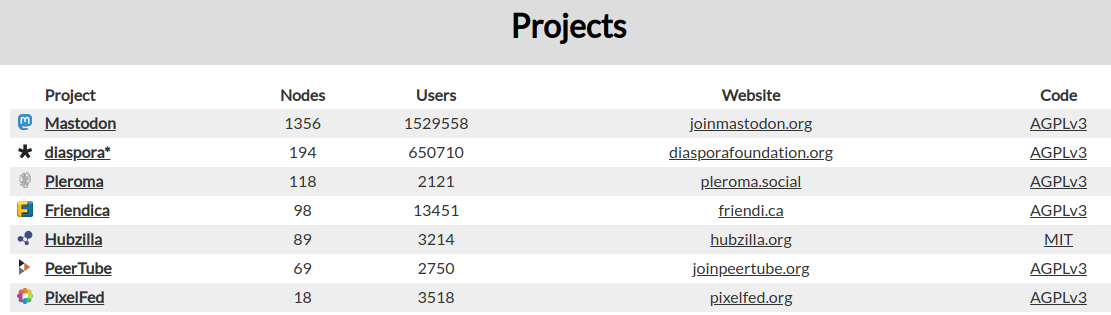 Projects
Project Nodes Users Website Code
Mastodon 1356 1529558 joinmastodon.org AGPLv3
diaspora* 194 650710 diasporafoundation.org AGPLv3
Pleroma 118 2121 pleroma.social AGPLv3
Friendica 98 13451 friendi.ca AGPLv3
Hubzilla 89 3214 hubzilla.org MIT
PeerTube 69 2750 joinpeertube.org AGPLv3
PixelFed 18 3518 pixelfed.org AGPLv3